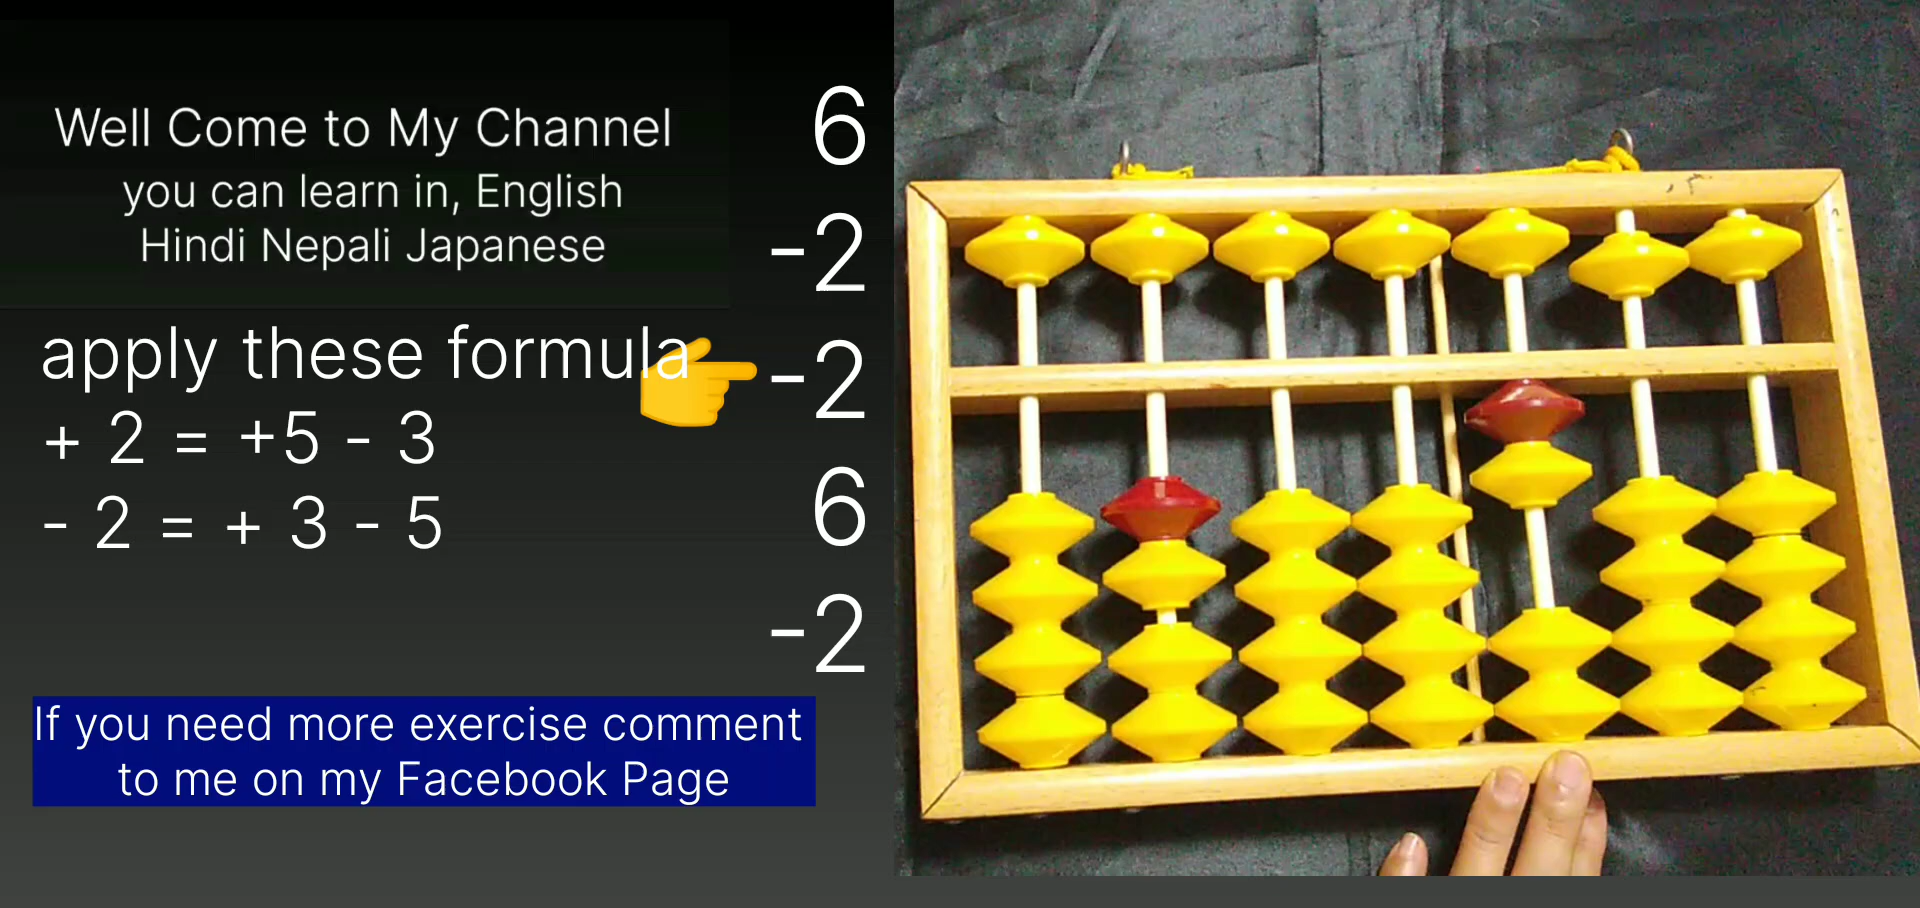 Well Come to My Channel
you can learn in, English
Hindi Nepali Japanese
apply these formula
+ 2 = +5 - 3
- 2 = + 3 - 5
6
-2
-2
6
-2
If you need more exercise comment
to me on my Facebook Page